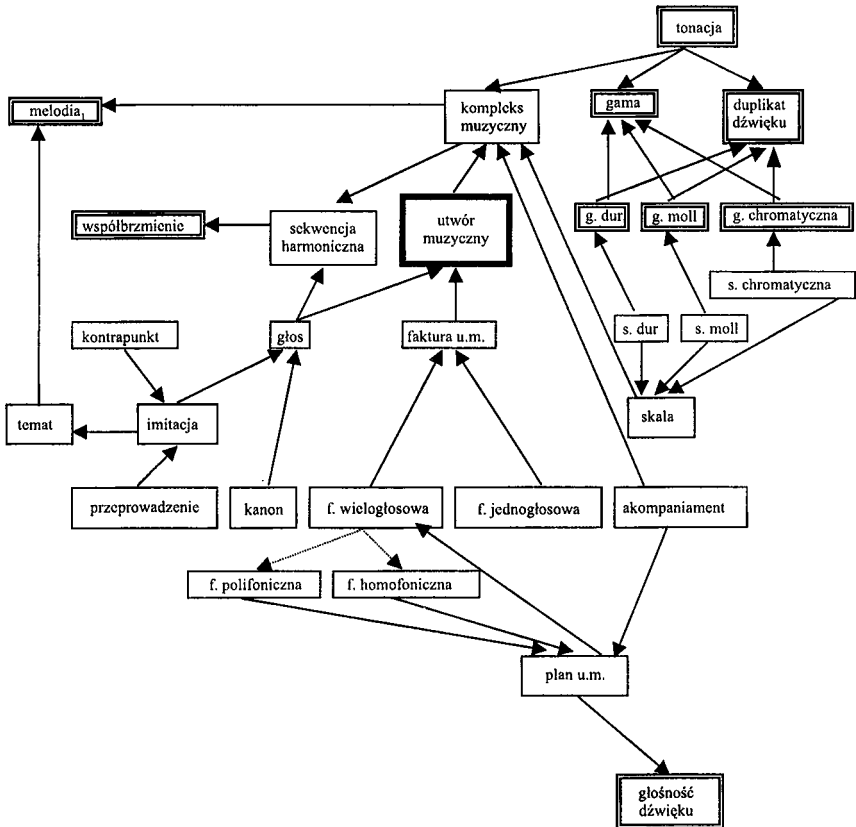 tonacja
melodia₁
kompleks
muzyczny
gama
duplikat
dźwięku
współbrzmienie
sekwencja
harmoniczna
utwór
muzyczny
g. dur
g. moll
g. chromatyczna
s. chromatyczna
kontrapunkt
głos
faktura u.m.
s. dur
s. moll
temat
imitacja
skala
przeprowadzenie
kanon
f. wielogłosowa
f. jednogłosowa
akompaniament
f. polifoniczna
f. homofoniczna
plan u.m.
głośność
dźwięku